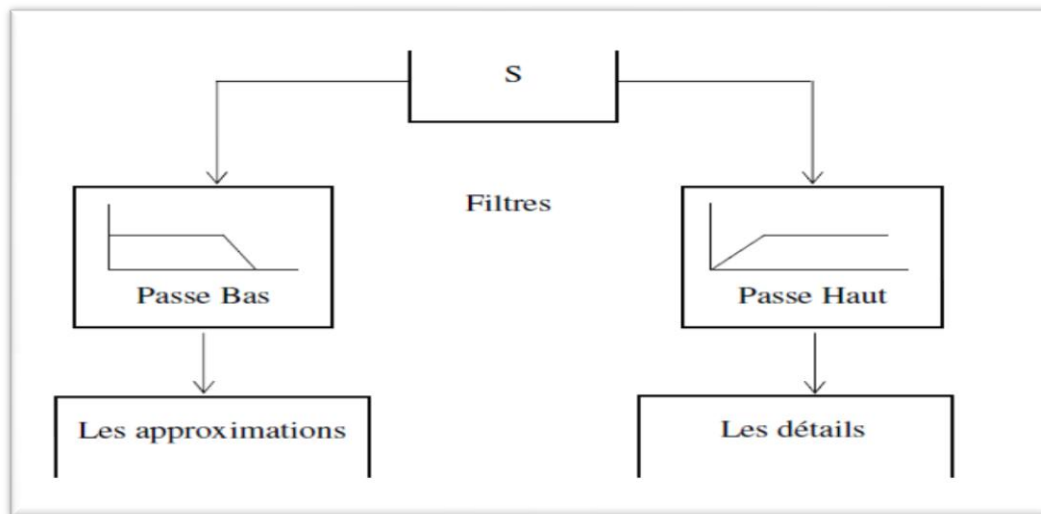 S
Filtres
Passe Bas
Passe Haut
Les approximations
Les détails